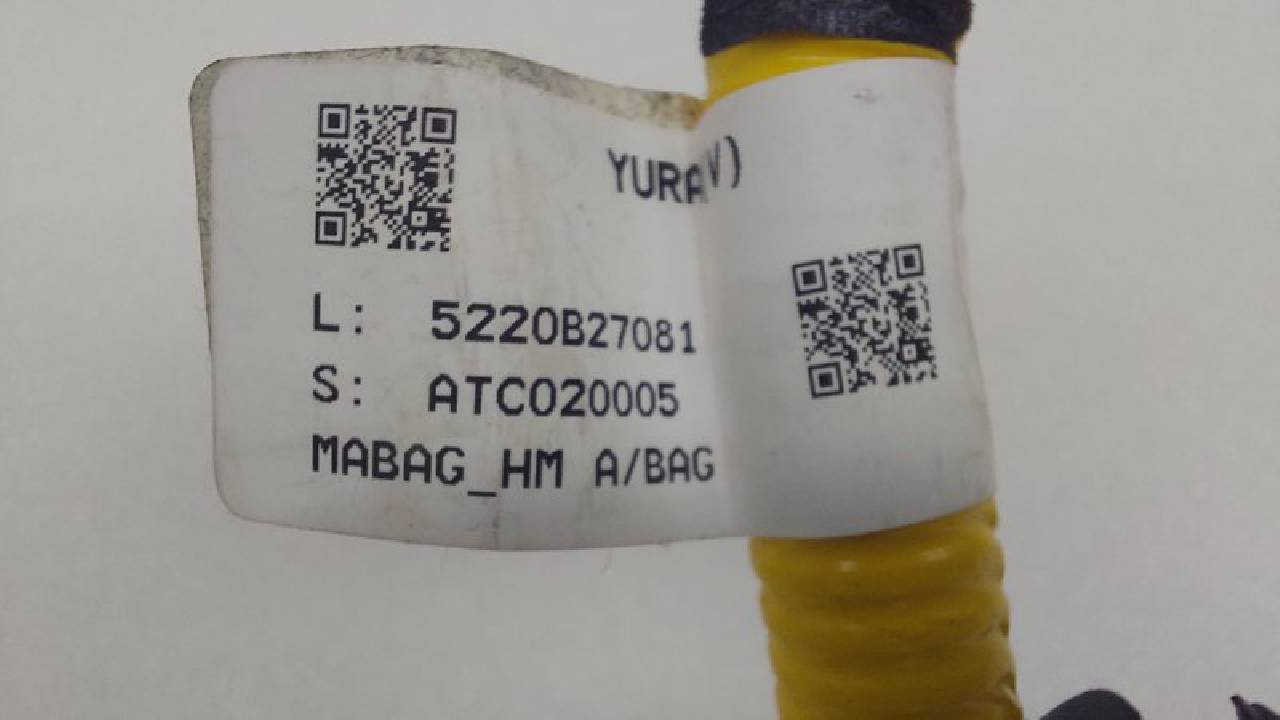 YURA(V)
L: 5220B27081
S: ATC020005
MABAG_HM A/BAG